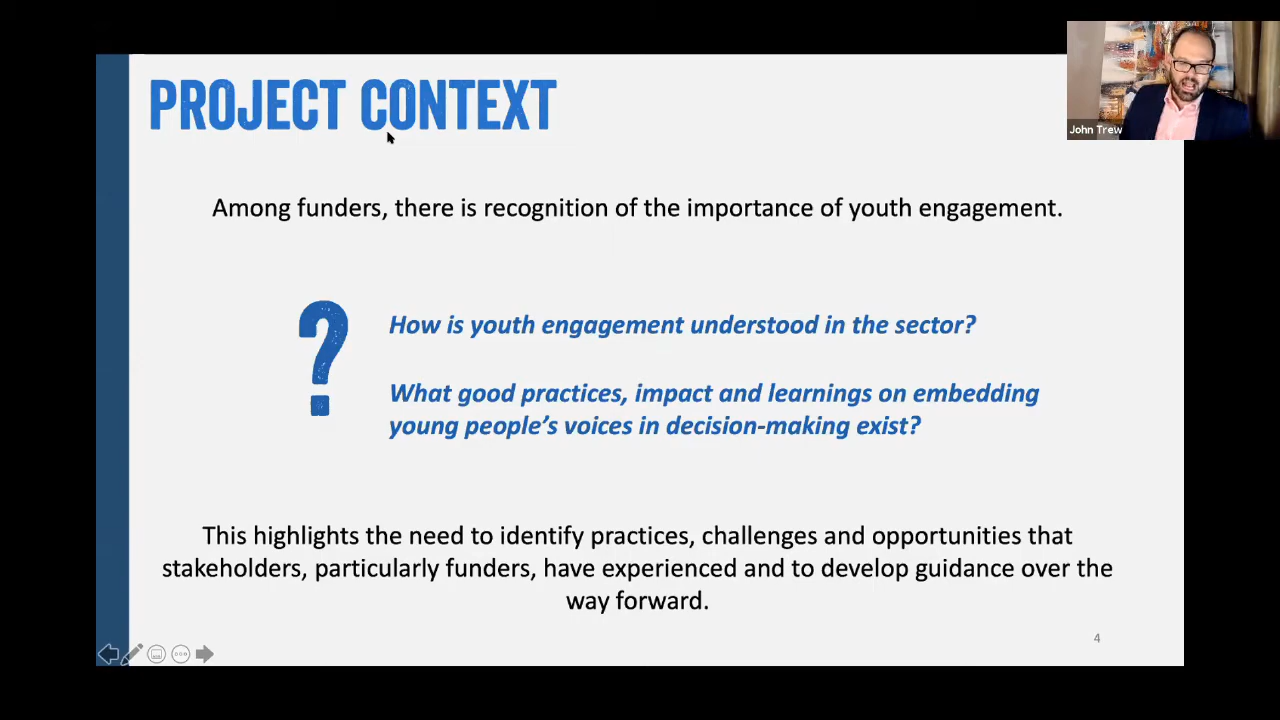 PROJECT CONTEXT
John Trew
Among funders, there is recognition of the importance of youth engagement.
?
How is youth engagement understood in the sector?
What good practices, impact and learnings on embedding
young people’s voices in decision-making exist?
This highlights the need to identify practices, challenges and opportunities that
stakeholders, particularly funders, have experienced and to develop guidance over the
way forward.
4